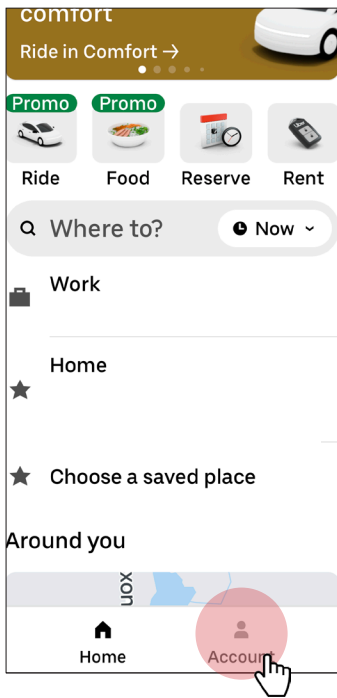 comfort
Ride in Comfort →
Promo Promo
Ride Food Reserve Rent
Where to? Now
Work
Home
Choose a saved place
Around you
xon
Home Account